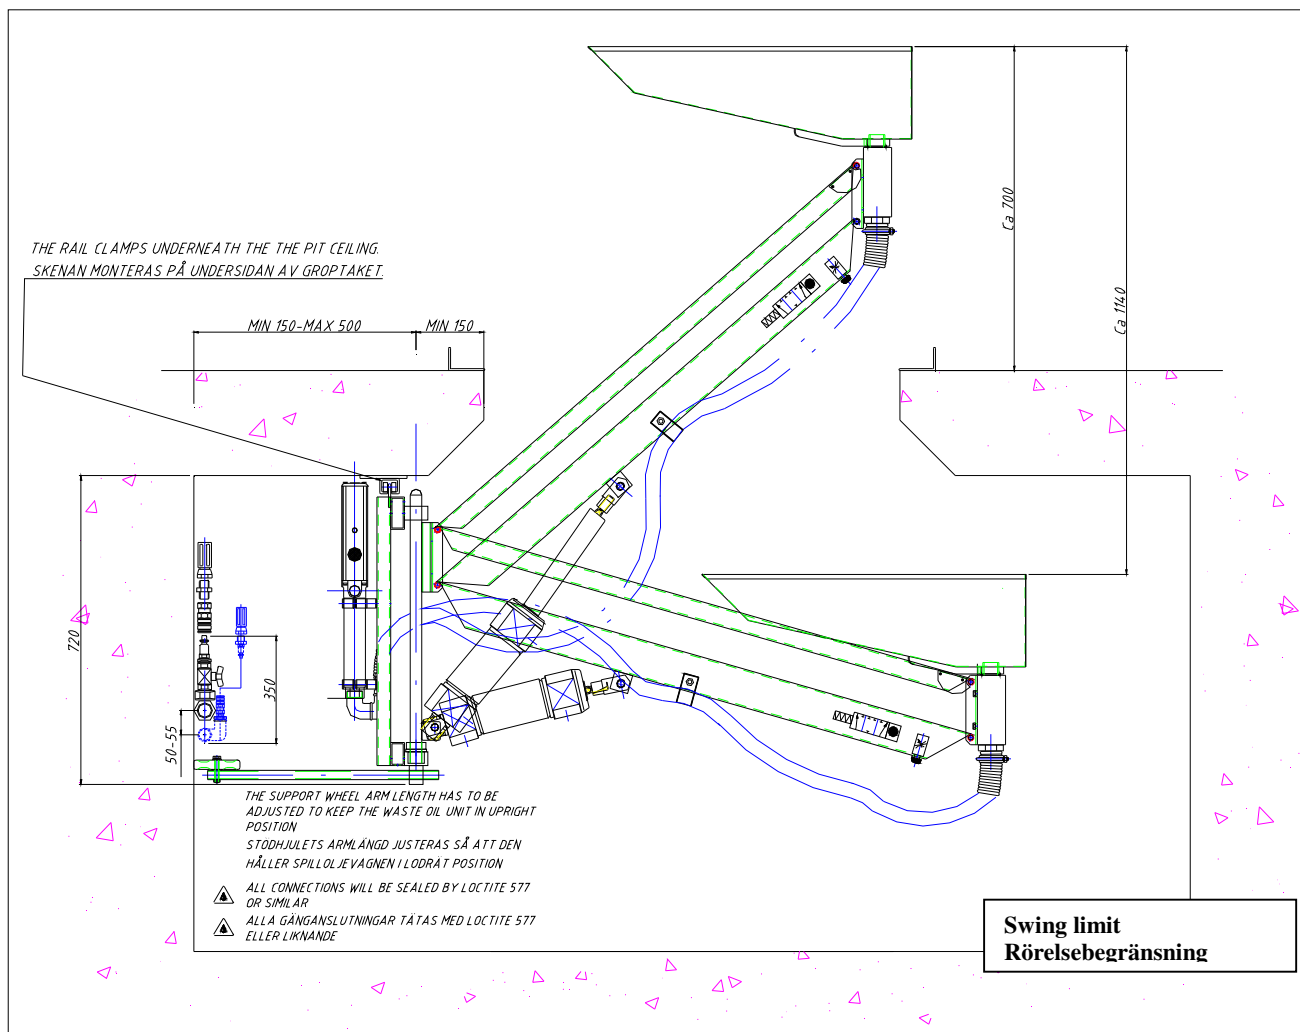 THE RAIL CLAMPS UNDERNEATH THE THE PIT CEILING.
SKENAN MONTERAS PÅ UNDERSIDAN AV GROPTAKET.
MIN 150-MAX 500
MIN 150
Ca 700
Ca 1140
720
350
50-55
THE SUPPORT WHEEL ARM LENGTH HAS TO BE
ADJUSTED TO KEEP THE WASTE OIL UNIT IN UPRIGHT
POSITION
STÖDHJULETS ARMLÄNGD JUSTERAS SÅ ATT DEN
HÅLLER SPILLOLJEVAGNEN I LODRÄT POSITION
ALL CONNECTIONS WILL BE SEALED BY LOCTITE 577
OR SIMILAR
ALLA GÄNGANSLUTNINGAR TÄTAS MED LOCTITE 577
ELLER LIKNANDE
Swing limit
Rörelsebegränsning